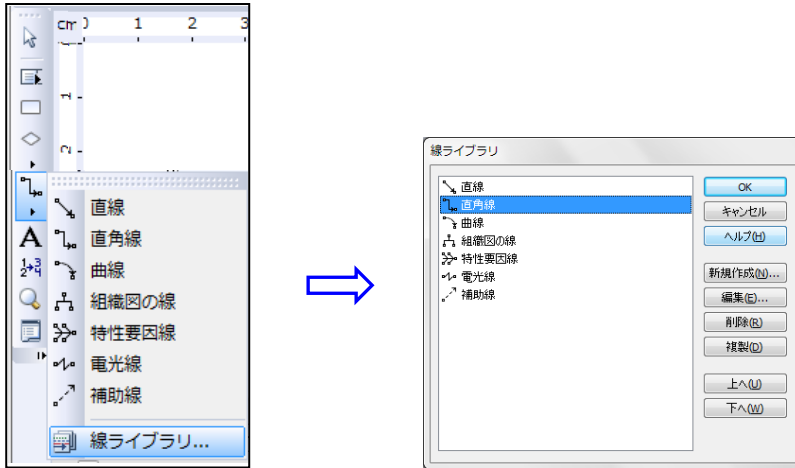 cm 0 1 2 3
1
2
A
直線
直角線
曲線
組織図の線
特性要因線
電光線
補助線
線ライブラリ...
線ライブラリ
直線
直角線
曲線
組織図の線
特性要因線
電光線
補助線
OK
キャンセル
ヘルプ(H)
新規作成(N)...
編集(E)...
削除(R)
複製(D)
上へ(U)
下へ(W)